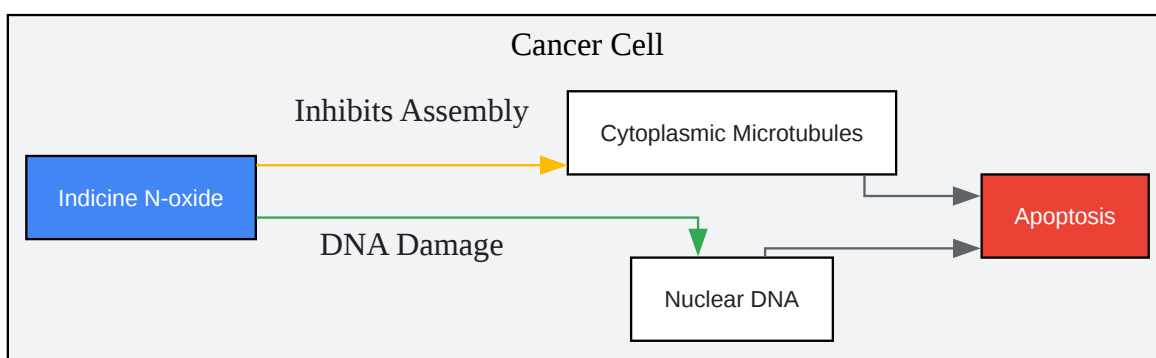 Cancer Cell
Inhibits Assembly
Cytoplasmic Microtubules
Indicine N-oxide
Apoptosis
DNA Damage
Nuclear DNA